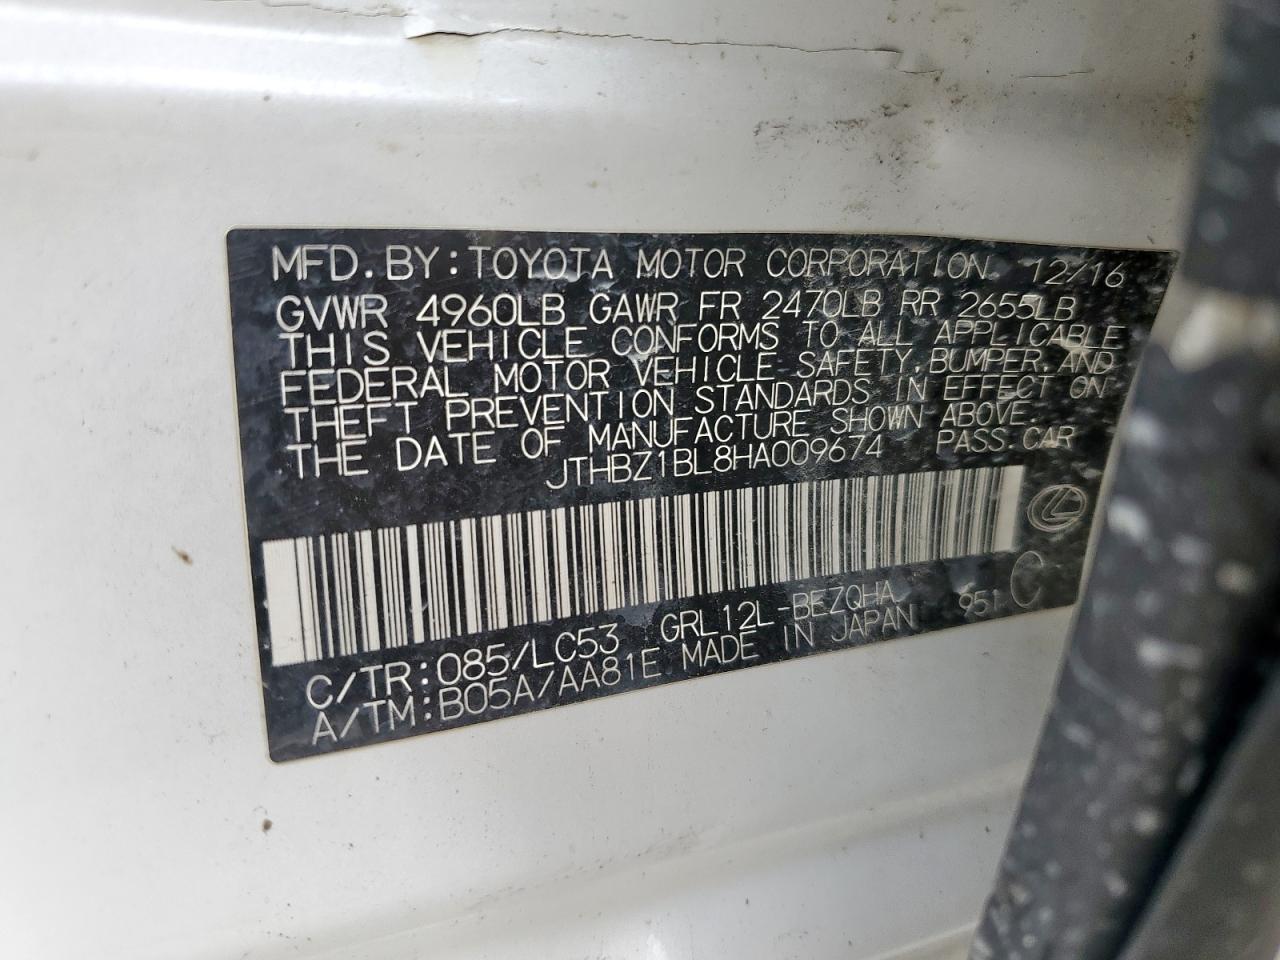 MFD. BY: TOYOTA MOTOR CORPORATION 12/16
GVWR 4960LB GAWR FR 2470LB RR 2655LB
THIS VEHICLE CONFORMS TO ALL APPLICABLE
FEDERAL MOTOR VEHICLE SAFETY, BUMPER, AND
THEFT PREVENTION STANDARDS IN EFFECT ON
THE DATE OF MANUFACTURE SHOWN ABOVE.
JTHBZ1BL8HA009674 PASS.CAR
C/TR:085/LC53 GRL12L-BEZQHA 951 C
A/TM:B05A/AA81E MADE IN JAPAN